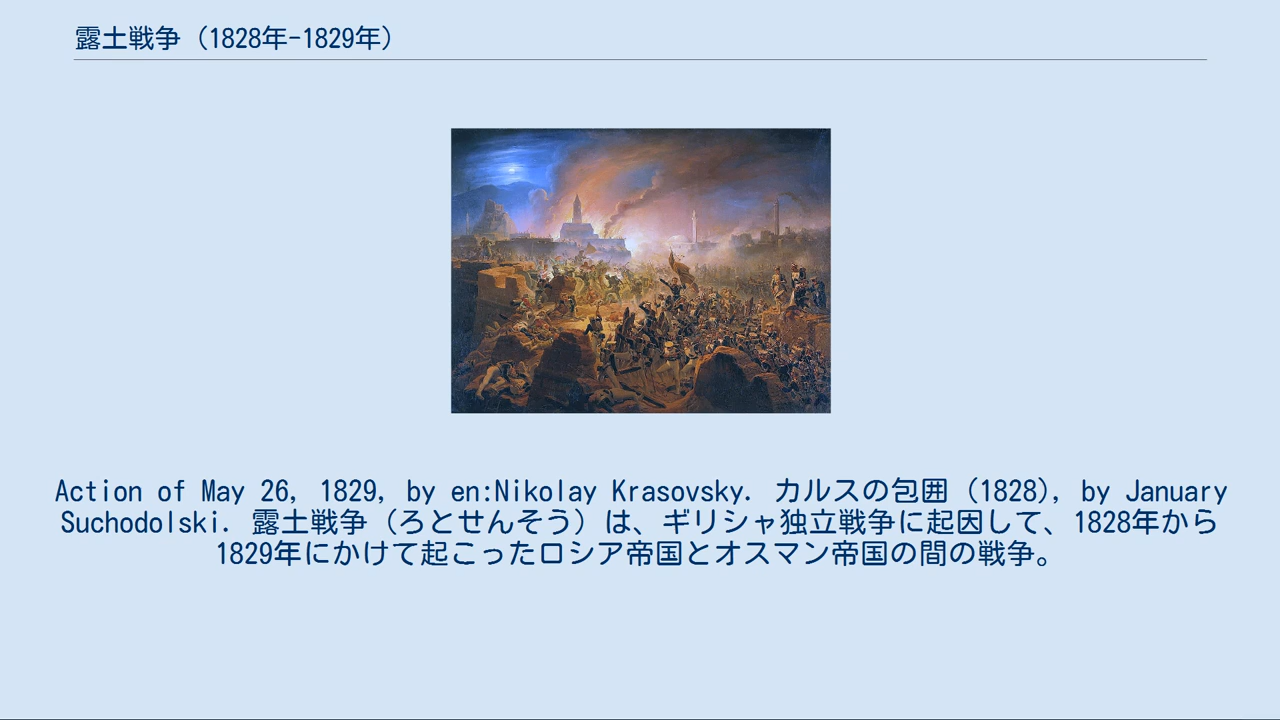 露土戦争（1828年-1829年）
Action of May 26, 1829, by en:Nikolay Krasovsky. カルスの包囲（1828), by January
Suchodolski. 露土戦争（ろとせんそう）は、ギリシャ独立戦争に起因して、1828年から
1829年にかけて起こったロシア帝国とオスマン帝国の間の戦争。